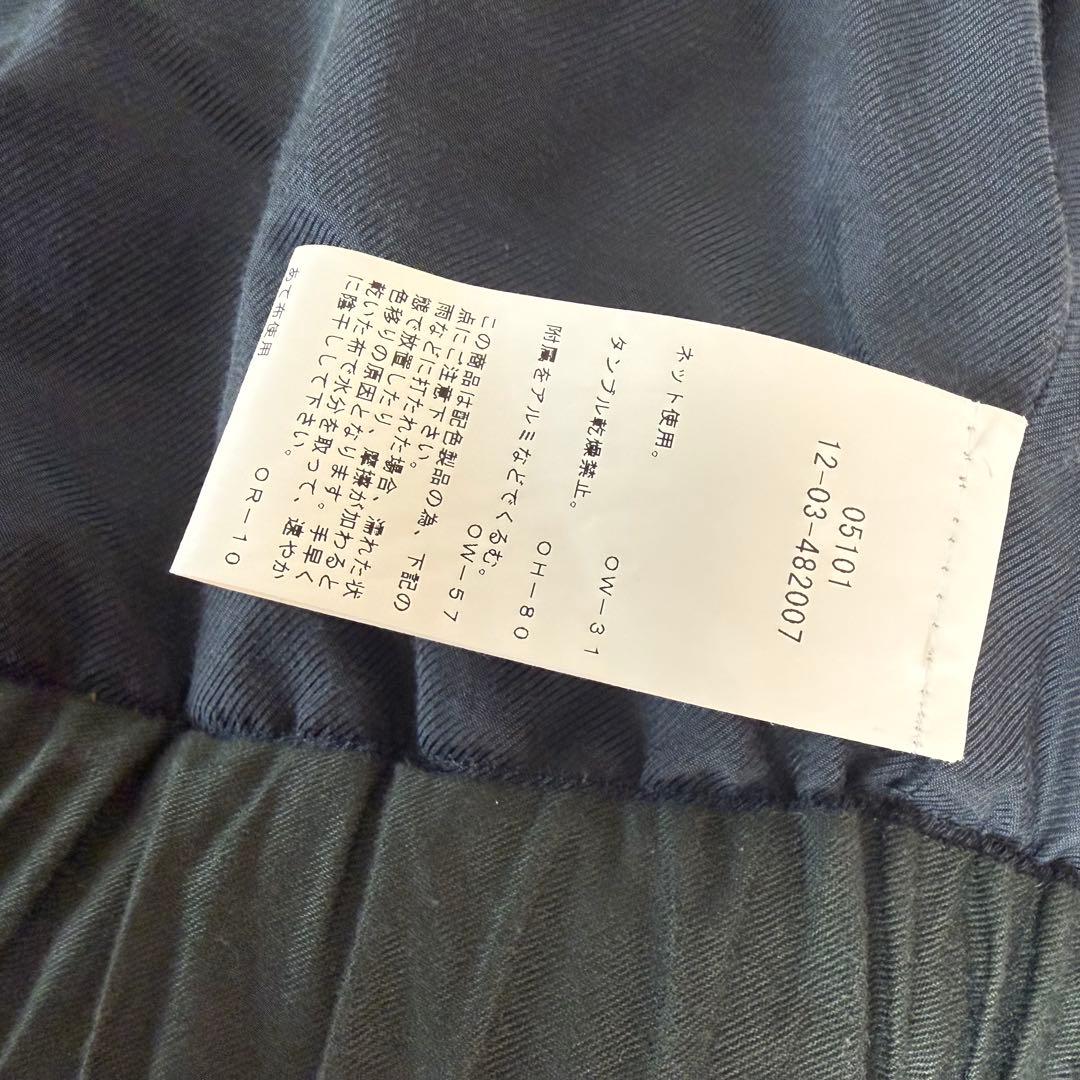 05101
12-03-482007
ネット使用。
OW-31
タンブル乾燥禁止。
OH-80
附属をアルミなどでくるむ。
OW-57
この商品は配色製品の為、下記の
点にご注意下さい。
雨などに打たれた場合、濡れた状
態で放置したり、摩擦が加わると
色移りの原因となります。手早く
乾いた布で水分を取って、速やか
に陰干しして下さい。
OR-10
あて布使用